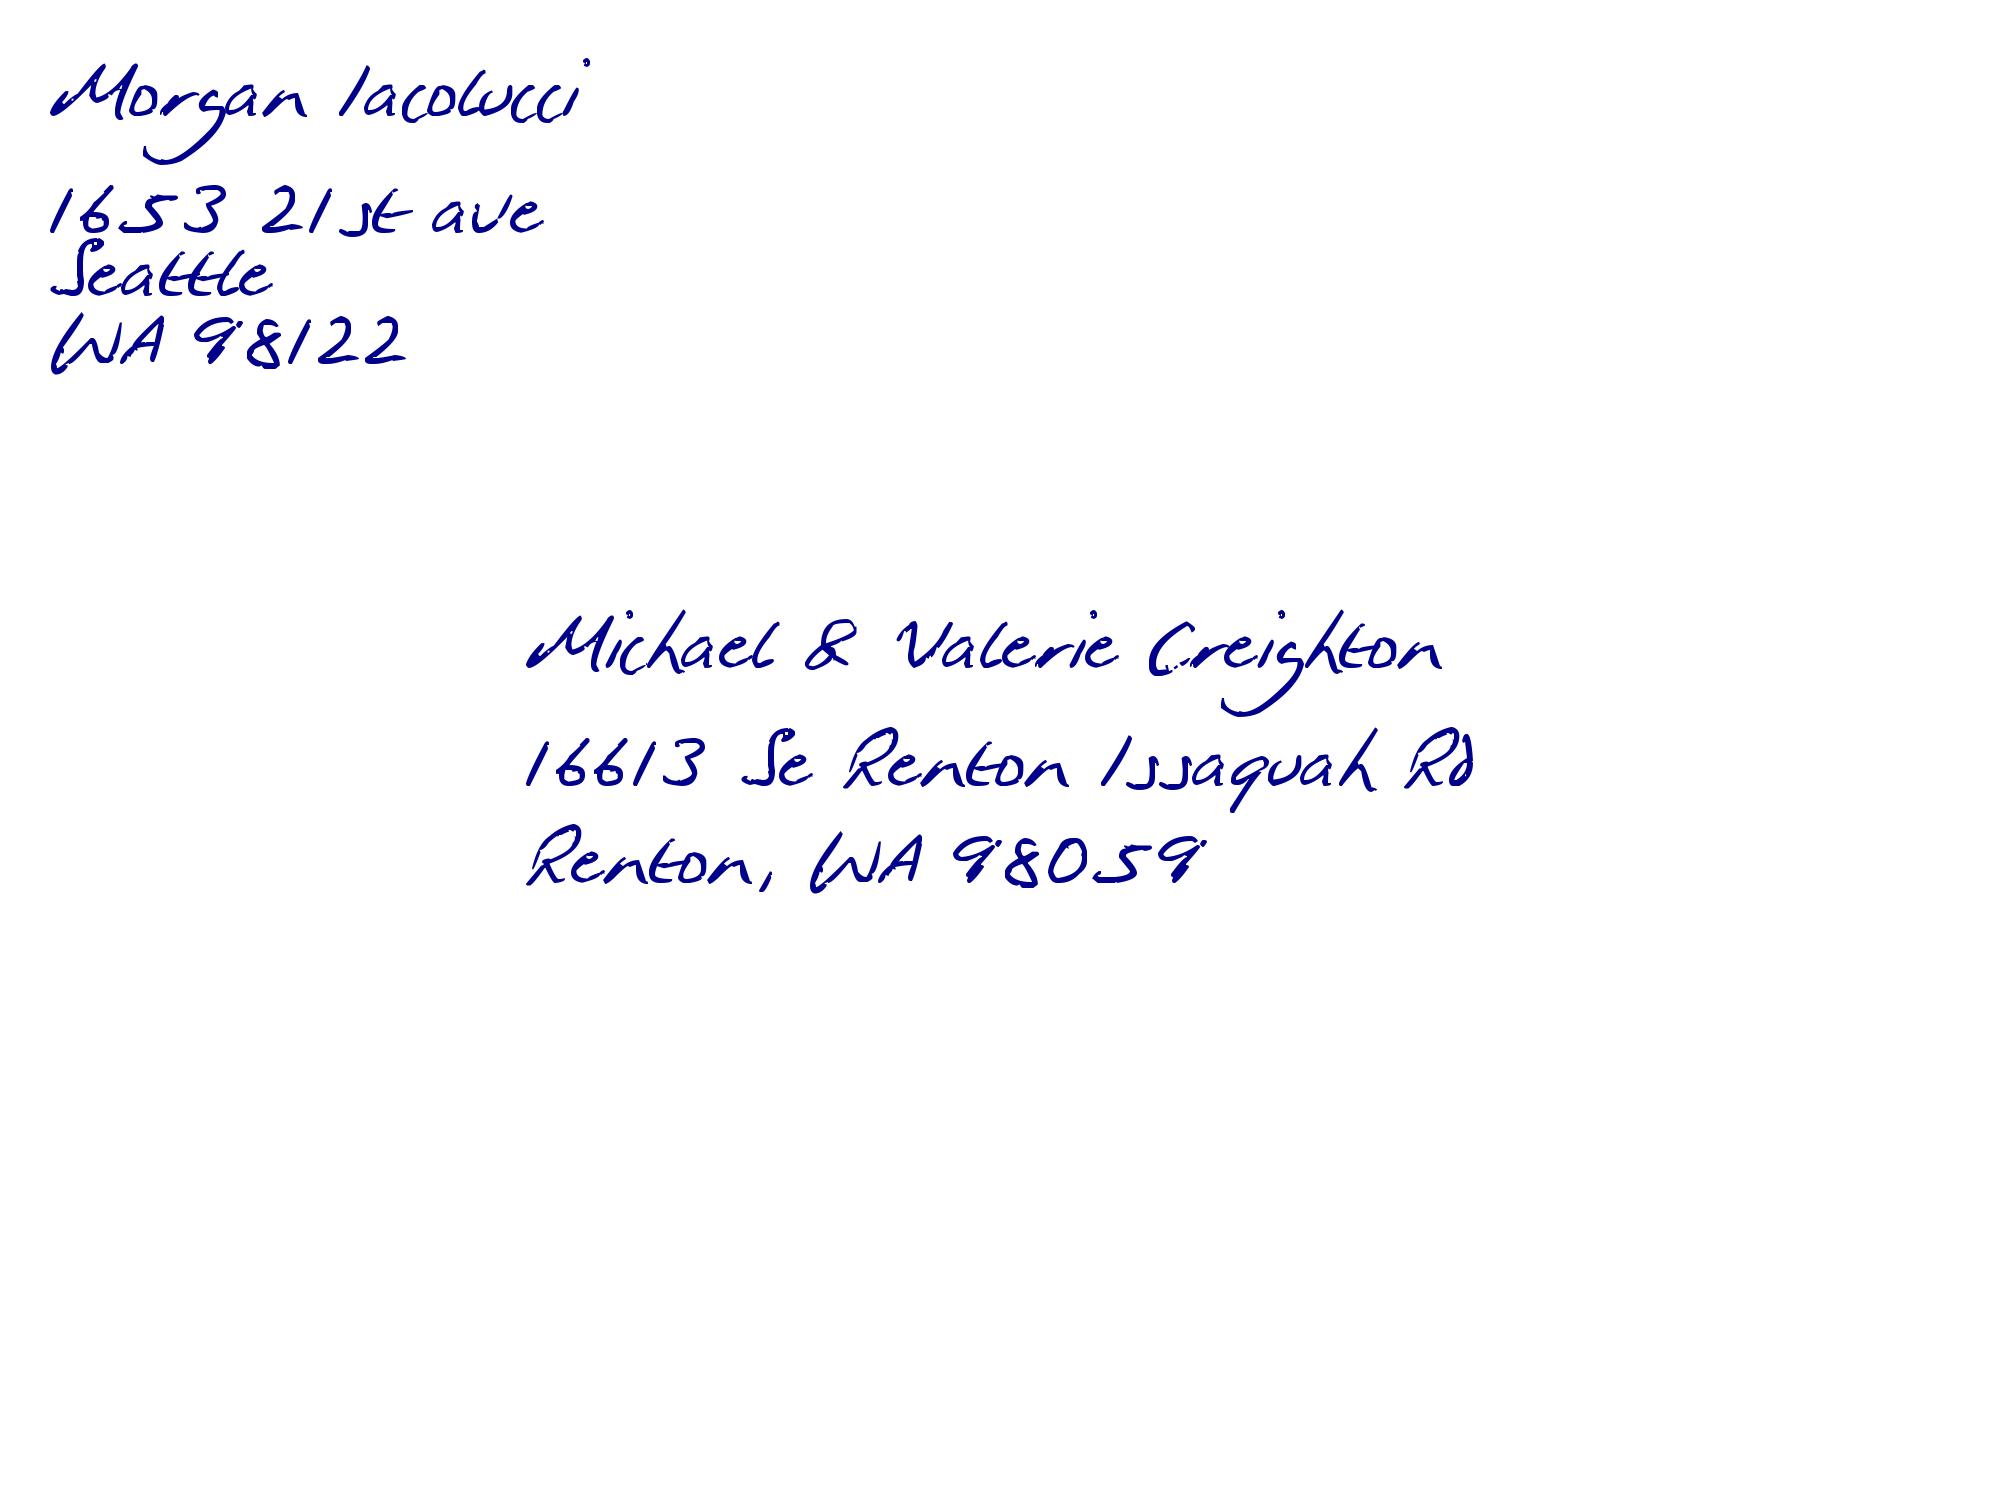 Morgan Iacolucci
1653 21st ave
Seattle
WA 98122
Michael & Valerie Creighton
16613 Se Renton Issaquah Rd
Renton, WA 98059